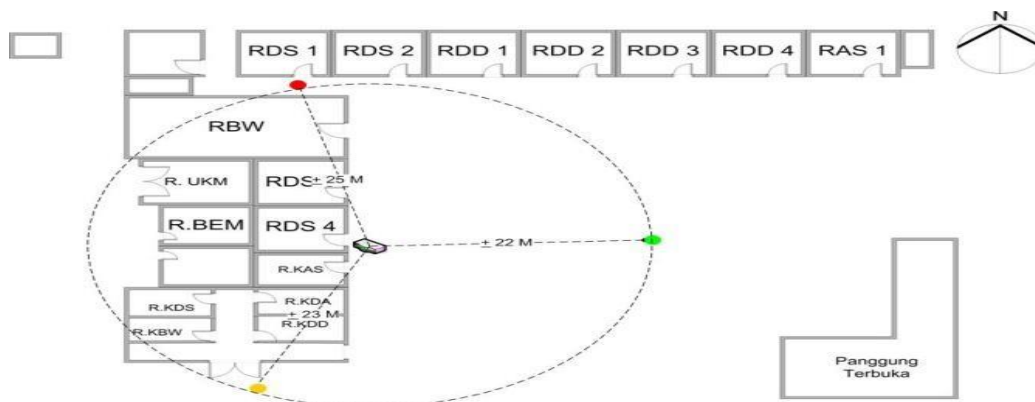 N
RDS 1
RDS 2
RDD 1
RDD 2
RDD 3
RDD 4
RAS 1
RBW
R. UKM
RDS
± 25 M
R.BEM
RDS 4
± 22 M
R.KAS
R.KDS
R.KDA
± 23 M
R.KBW
R.KDD
Panggung
Terbuka